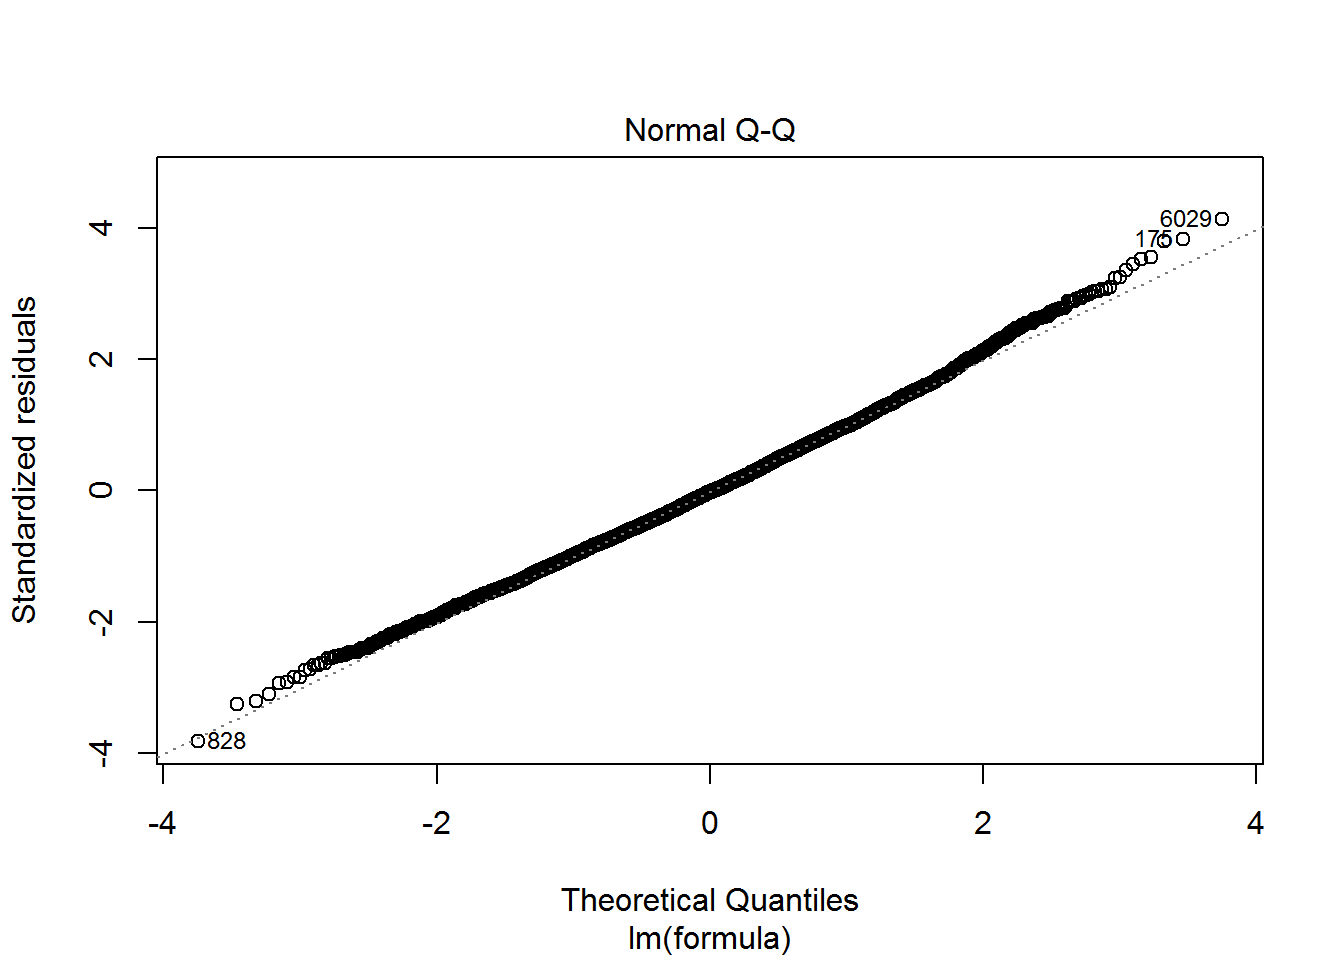 Normal Q-Q
Standardized residuals
4
2
0
-2
-4
6029
175
828
-4 -2 0 2 4
Theoretical Quantiles
lm(formula)